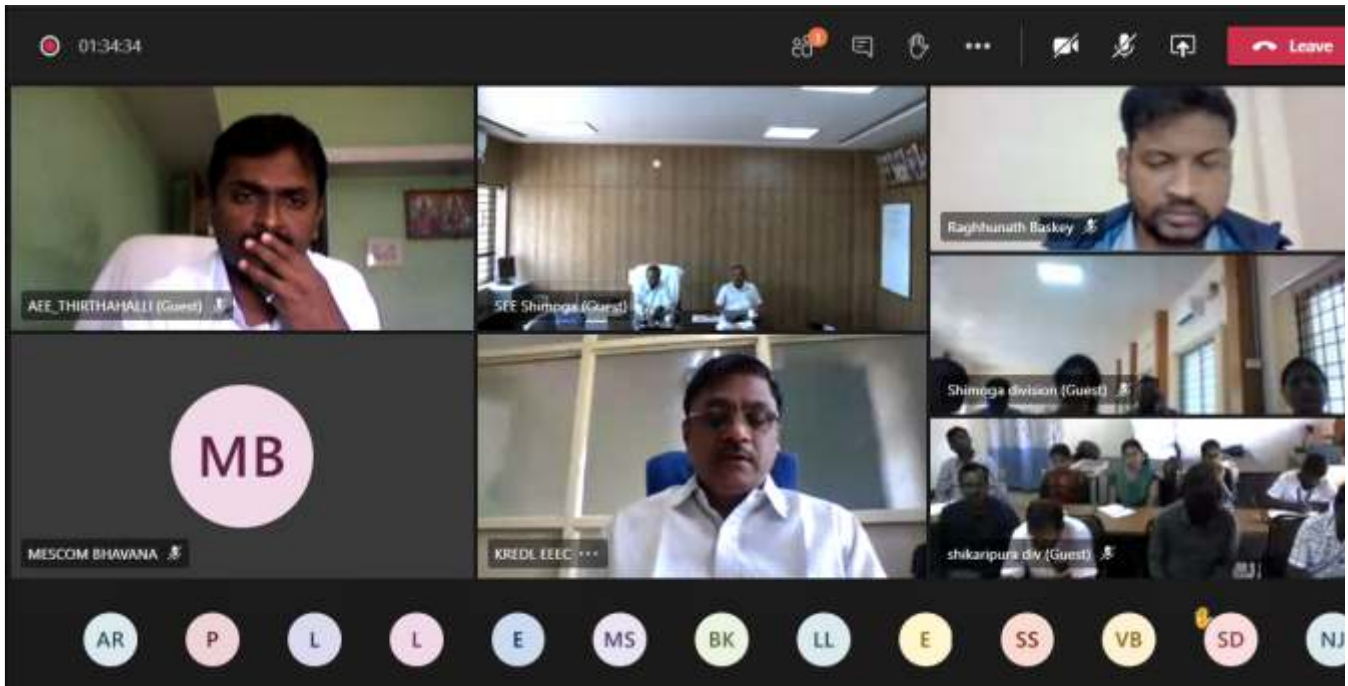 01:34:34
1
Leave
AEE_THIRTHAHALLI (Guest)
SEE Shimoga (Guest)
Raghhunath Baskey
Shimoga division (Guest)
MB
MESCOM BHAVANA
KREDL EEEC
shikaripura div (Guest)
AR
P
L
L
E
MS
BK
LL
E
SS
VB
SD
NJ